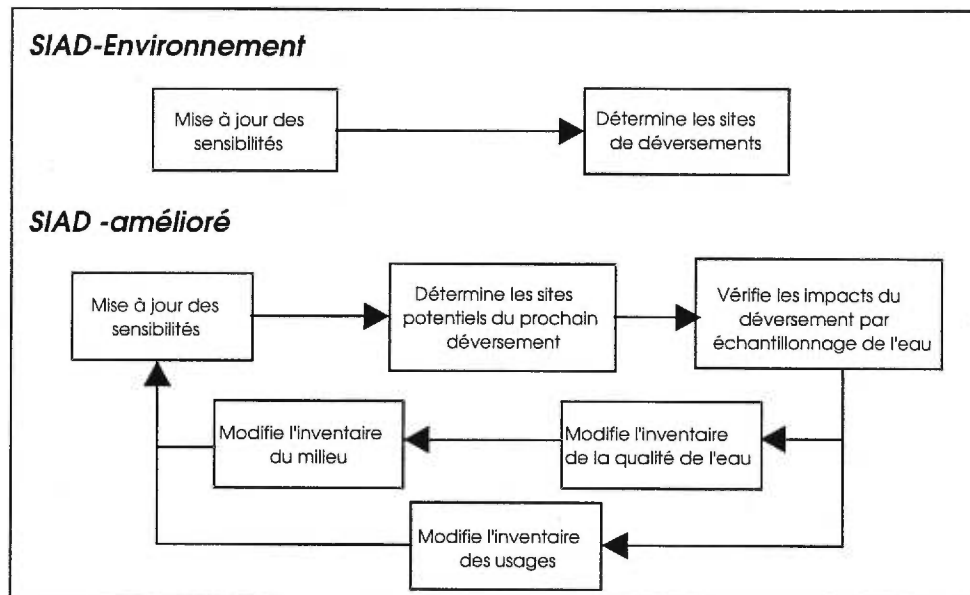 SIAD-Environnement
Mise à jour des
sensibilités
Détermine les sites
de déversements
SIAD -amélioré
Mise à jour des
sensibilités
Détermine les sites
potentiels du prochain
déversement
Vérifie les impacts du
déversement par
échantillonnage de l'eau
Modifie l'inventaire
du milieu
Modifie l'inventaire
de la qualité de l'eau
Modifie l'inventaire
des usages